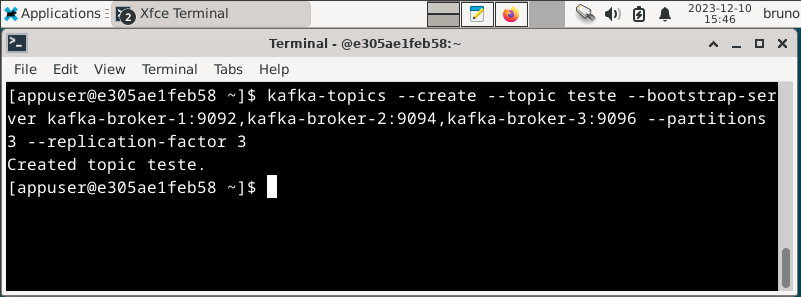 Applications
2 Xfce Terminal
2023-12-10
15:46
bruno
Terminal - @e305ae1feb58:~
File Edit View Terminal Tabs Help
[appuser@e305ae1feb58 ~]$ kafka-topics --create --topic teste --bootstrap-ser
ver kafka-broker-1:9092,kafka-broker-2:9094,kafka-broker-3:9096 --partitions
3 --replication-factor 3
Created topic teste.
[appuser@e305ae1feb58 ~]$